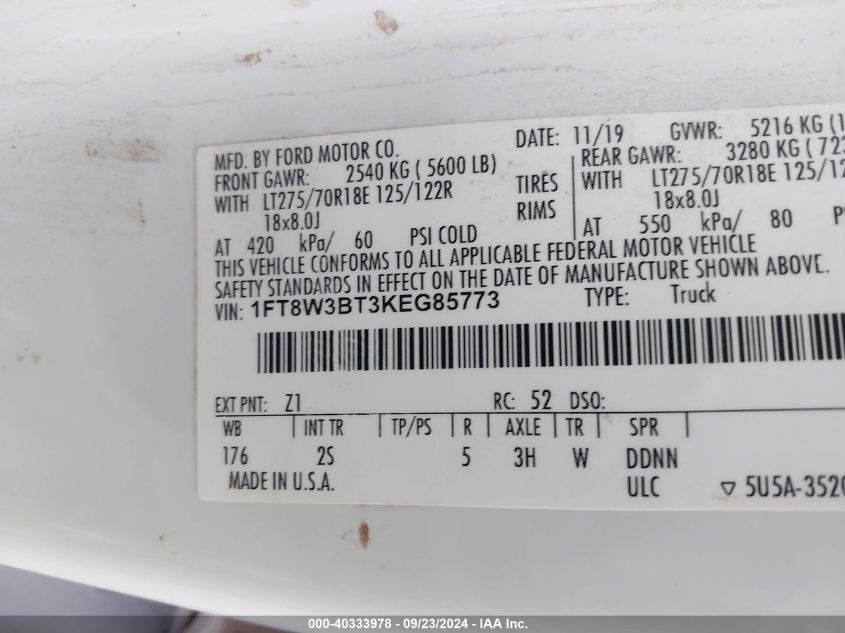 MFD. BY FORD MOTOR CO. DATE: 11/19 GVWR: 5216 KG (1
FRONT GAWR: 2540 KG ( 5600 LB) REAR GAWR: 3280 KG ( 723
WITH LT275/70R18E 125/122R TIRES WITH LT275/70R18E 125/12
18x8.0J RIMS 18x8.0J
AT 420 kPa/ 60 PSI COLD AT 550 kPa/ 80 P
THIS VEHICLE CONFORMS TO ALL APPLICABLE FEDERAL MOTOR VEHICLE
SAFETY STANDARDS IN EFFECT ON THE DATE OF MANUFACTURE SHOWN ABOVE.
VIN: 1FT8W3BT3KEG85773 TYPE: Truck
EXT PNT: Z1 RC: 52 DSO:
WB INT TR TP/PS R AXLE TR SPR
176 2S 5 3H W DDNN
MADE IN U.S.A. ULC ▽ 5U5A-3520
000-40333978 - 09/23/2024 - IAA Inc.